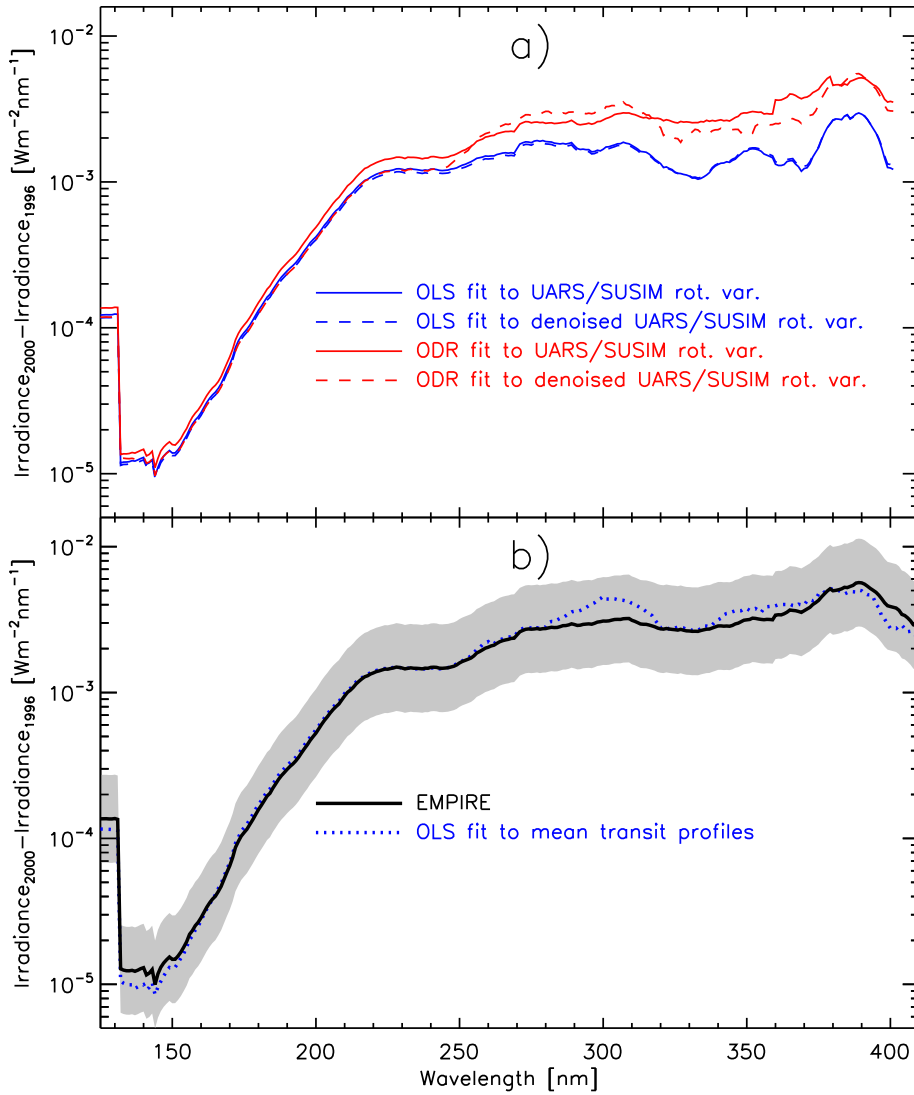 a)
10⁻²
10⁻³
10⁻⁴
10⁻⁵
Irradiance₂₀₀₀−Irradiance₁₉₉₆ [Wm⁻²nm⁻¹]
OLS fit to UARS/SUSIM rot. var.
OLS fit to denoised UARS/SUSIM rot. var.
ODR fit to UARS/SUSIM rot. var.
ODR fit to denoised UARS/SUSIM rot. var.
b)
10⁻²
10⁻³
10⁻⁴
10⁻⁵
Irradiance₂₀₀₀−Irradiance₁₉₉₆ [Wm⁻²nm⁻¹]
EMPIRE
OLS fit to mean transit profiles
150 200 250 300 350 400
Wavelength [nm]